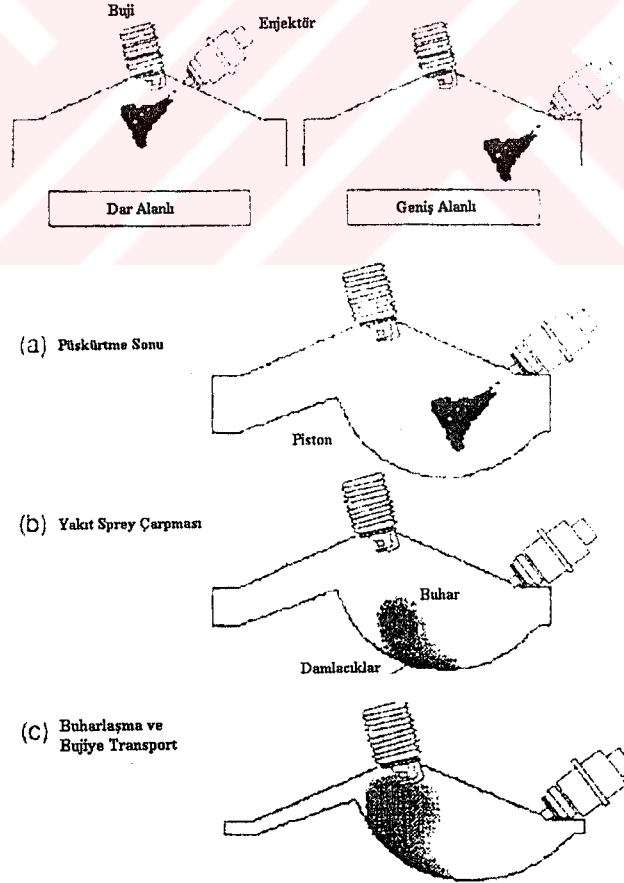 Buji
Enjektör
Dar Alanlı
Geniş Alanlı
(a) Püskürtme Sonu
Piston
(b) Yakıt Sprey Çarpması
Buhar
Damlacıklar
(c) Buharlaşma ve
Bujiye Transport